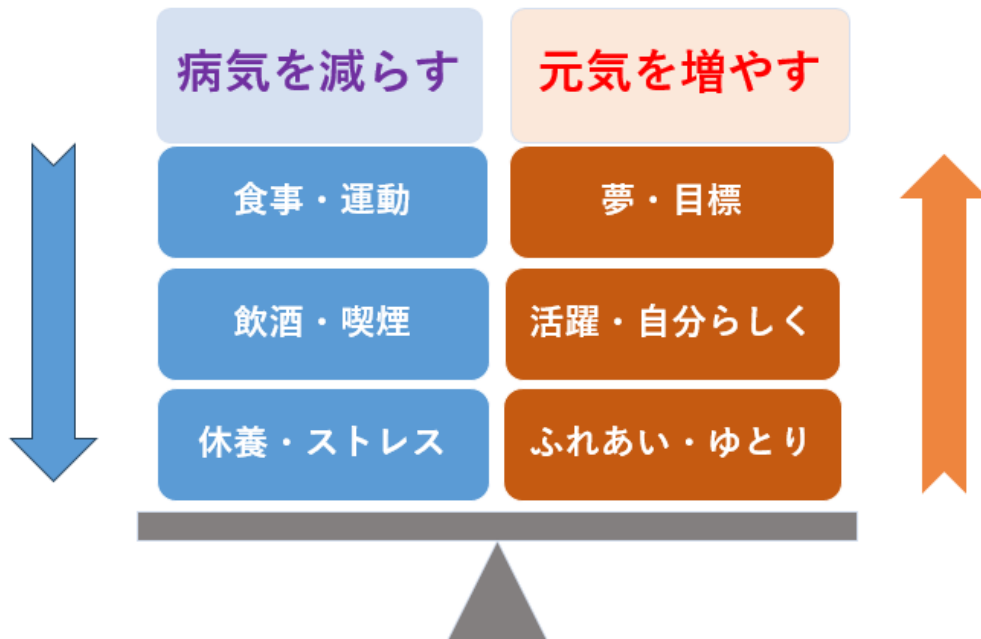 病気を減らす
食事・運動
飲酒・喫煙
休養・ストレス
元気を増やす
夢・目標
活躍・自分らしく
ふれあい・ゆとり